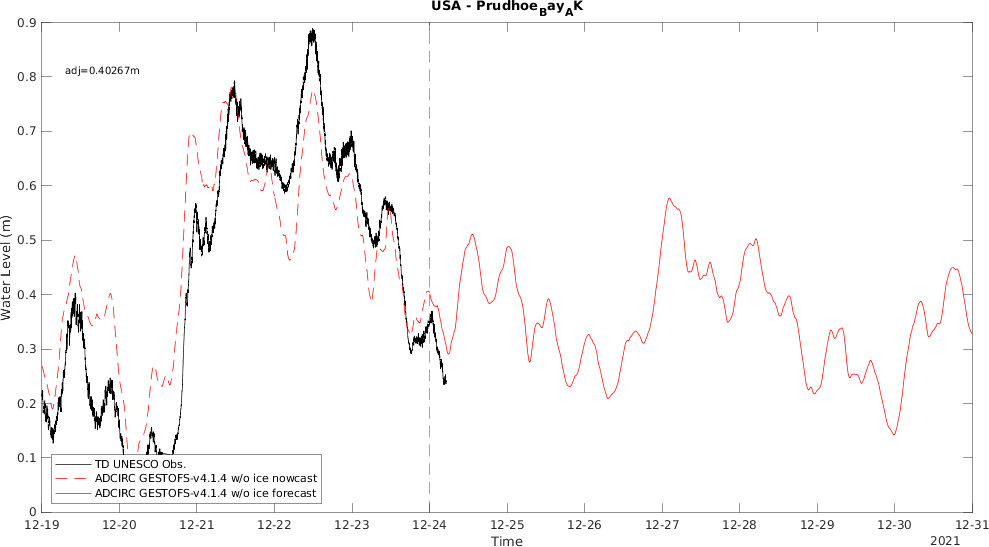 USA - Prudhoe_Bay_AK
adj=0.40267m
Water Level (m)
0.9
0.8
0.7
0.6
0.5
0.4
0.3
0.2
0.1
0
TD UNESCO Obs.
ADCIRC GESTOFS-v4.1.4 w/o ice nowcast
ADCIRC GESTOFS-v4.1.4 w/o ice forecast
12-19 12-20 12-21 12-22 12-23 12-24 12-25 12-26 12-27 12-28 12-29 12-30 12-31
Time
2021